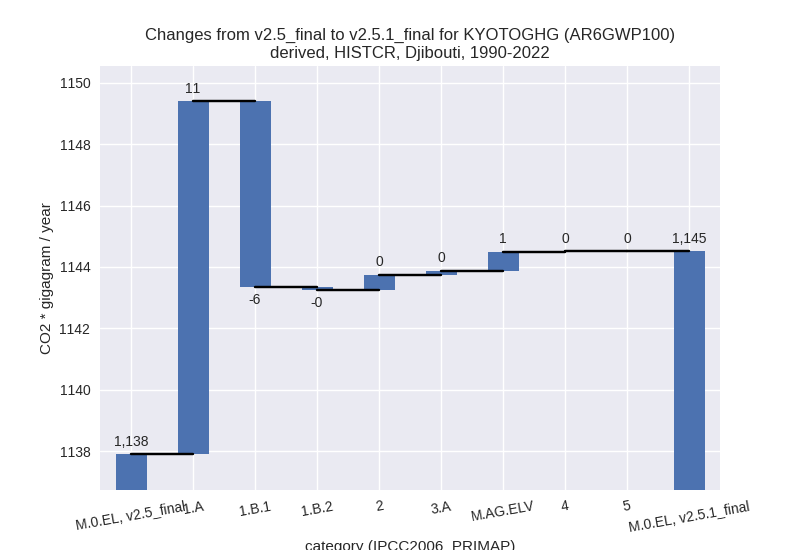 Changes from v2.5_final to v2.5.1_final for KYOTOGHG (AR6GWP100)
derived, HISTCR, Djibouti, 1990-2022
CO2 * gigagram / year
1150
1148
1146
1144
1142
1140
1138
1,138
11
-6
-0
0
0
1
0
0
1,145
M.0.EL, v2.5_final
1.A
1.B.1
1.B.2
2
3.A
M.AG.ELV
4
5
M.0.EL, v2.5.1_final
category (IPCC2006_PRIMAP)